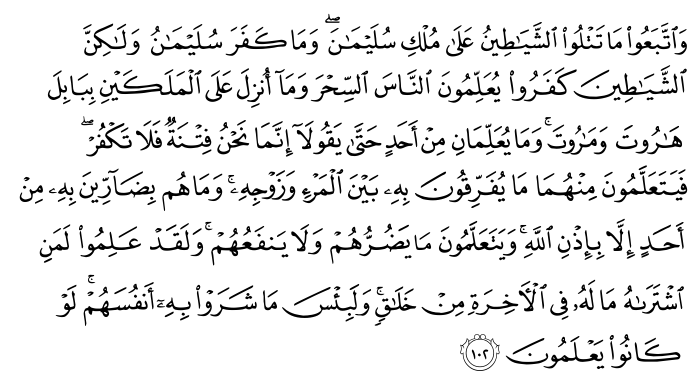 وَٱتَّبَعُوا۟ مَا تَتْلُوا۟ ٱلشَّيَـٰطِينُ عَلَىٰ مُلْكِ سُلَيْمَـٰنَ ۖ وَمَا كَفَرَ سُلَيْمَـٰنُ وَلَـٰكِنَّ
ٱلشَّيَـٰطِينَ كَفَرُوا۟ يُعَلِّمُونَ ٱلنَّاسَ ٱلسِّحْرَ وَمَآ أُنزِلَ عَلَى ٱلْمَلَكَيْنِ بِبَابِلَ
هَـٰرُوتَ وَمَـٰرُوتَ ۚ وَمَا يُعَلِّمَانِ مِنْ أَحَدٍ حَتَّىٰ يَقُولَآ إِنَّمَا نَحْنُ فِتْنَةٌ فَلَا تَكْفُرْ ۖ
فَيَتَعَلَّمُونَ مِنْهُمَا مَا يُفَرِّقُونَ بِهِۦ بَيْنَ ٱلْمَرْءِ وَزَوْجِهِۦ ۚ وَمَا هُم بِضَآرِّينَ بِهِۦ مِنْ
أَحَدٍ إِلَّا بِإِذْنِ ٱللَّهِ ۚ وَيَتَعَلَّمُونَ مَا يَضُرُّهُمْ وَلَا يَنفَعُهُمْ ۚ وَلَقَدْ عَلِمُوا۟ لَمَنِ
ٱشْتَرَىٰهُ مَا لَهُۥ فِى ٱلْـَٔاخِرَةِ مِنْ خَلَـٰقٍ ۚ وَلَبِئْسَ مَا شَرَوْا۟ بِهِۦٓ أَنفُسَهُمْ ۚ لَوْ
كَانُوا۟ يَعْلَمُونَ ١٠٢